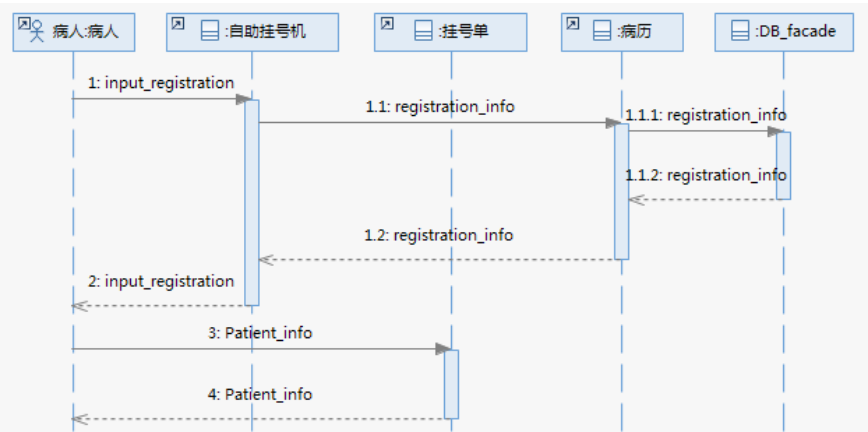 病人:病人
:自助挂号机
:挂号单
:病历
:DB_facade
1: input_registration
1.1: registration_info
1.1.1: registration_info
1.1.2: registration_info
1.2: registration_info
2: input_registration
3: Patient_info
4: Patient_info